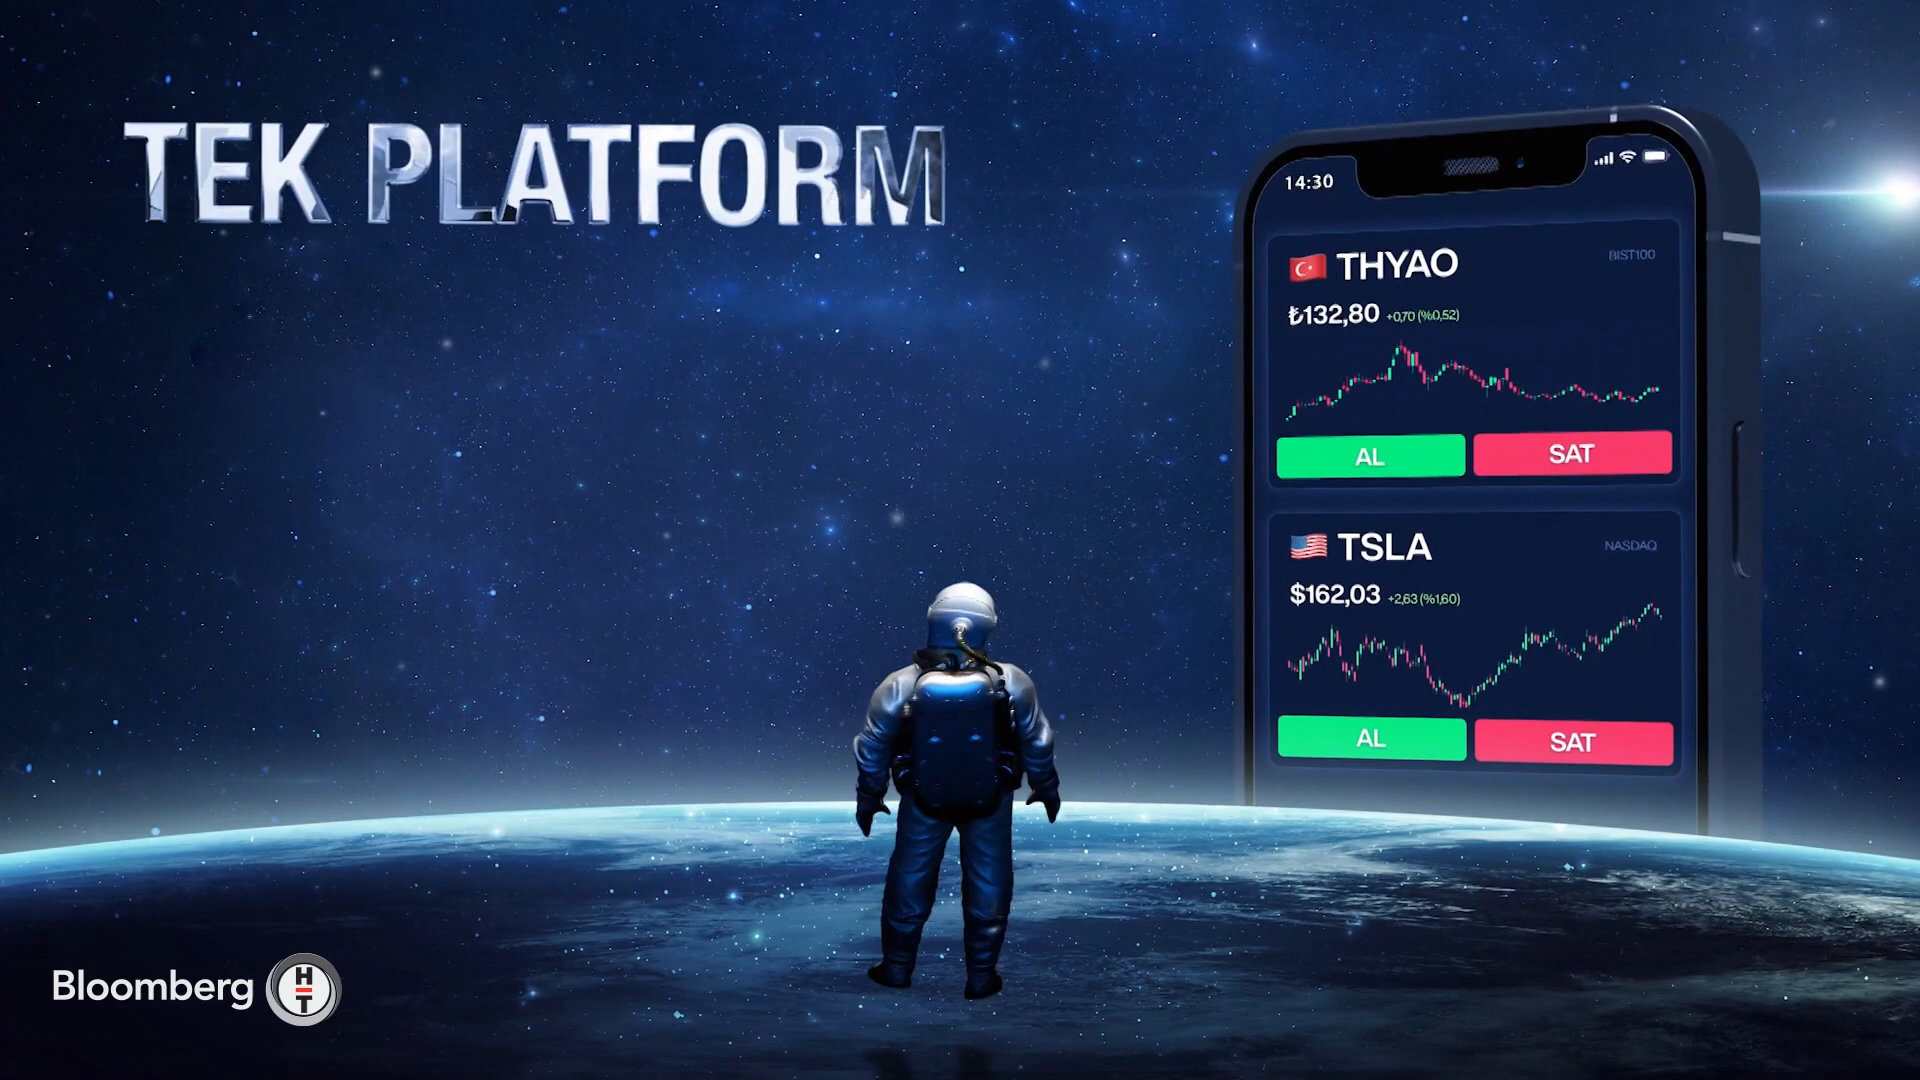 TEK PLATFORM
14:30
THYAO
BIST100
₺132,80 +0,70 (%0,52)
AL
SAT
TSLA
NASDAQ
$162,03 +2,63 (%1,60)
AL
SAT
Bloomberg HT